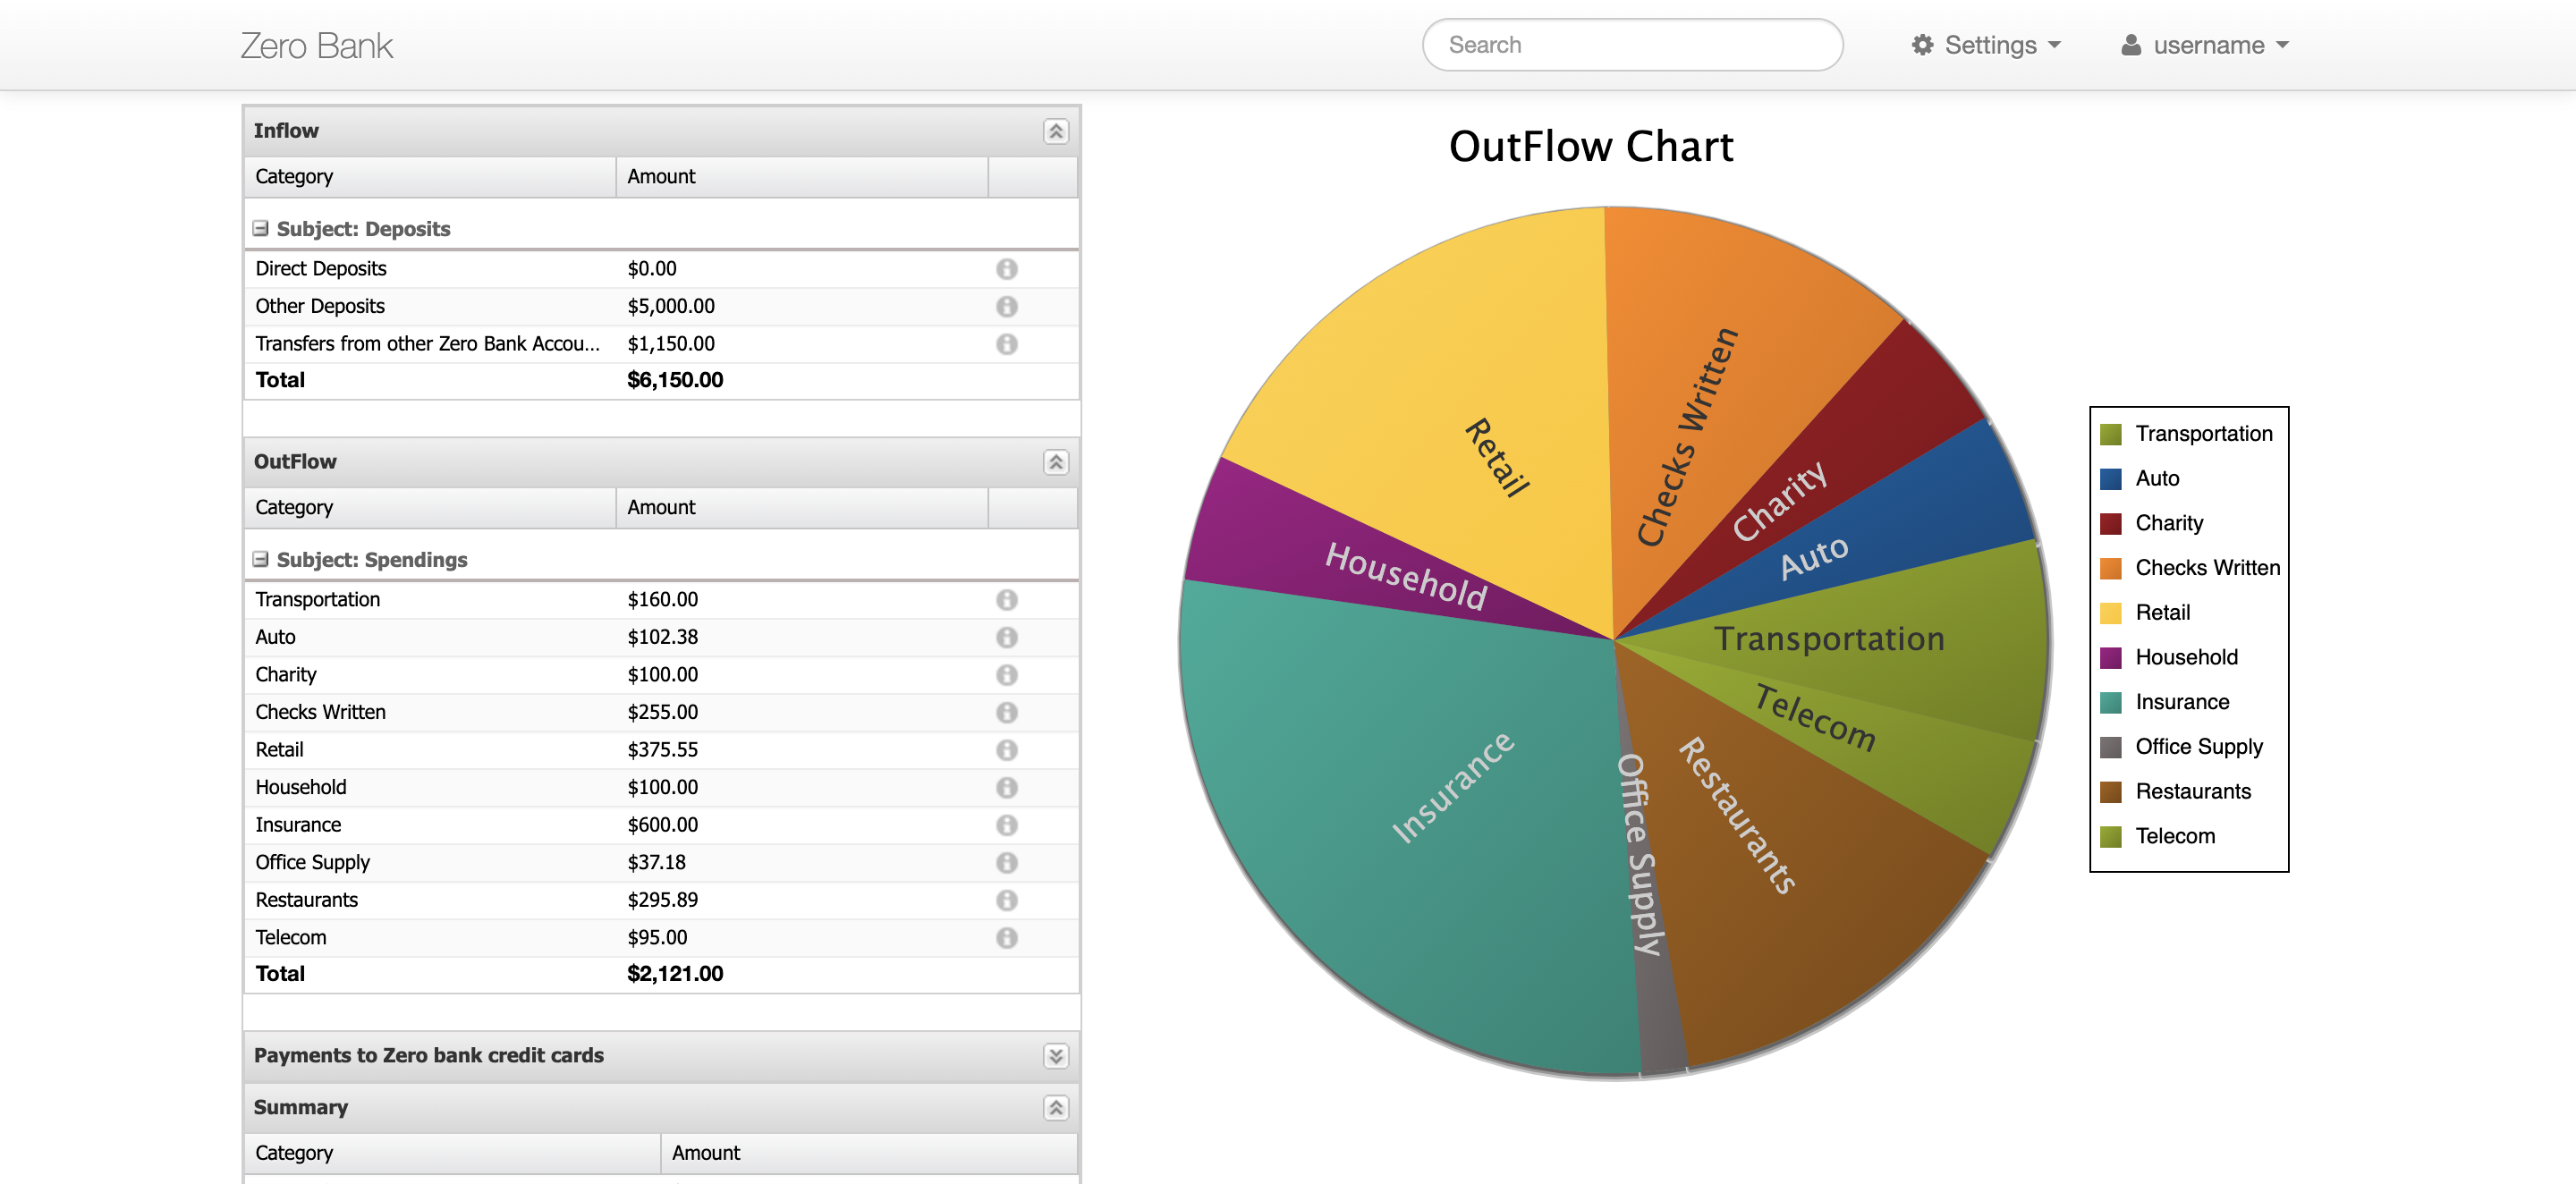 Zero Bank
Search
Settings
username
Inflow
Category Amount
Subject: Deposits
Direct Deposits $0.00
Other Deposits $5,000.00
Transfers from other Zero Bank Accou... $1,150.00
Total $6,150.00
OutFlow
Category Amount
Subject: Spendings
Transportation $160.00
Auto $102.38
Charity $100.00
Checks Written $255.00
Retail $375.55
Household $100.00
Insurance $600.00
Office Supply $37.18
Restaurants $295.89
Telecom $95.00
Total $2,121.00
Payments to Zero bank credit cards
Summary
Category Amount
OutFlow Chart
Retail
Checks Written
Charity
Auto
Household
Transportation
Telecom
Insurance
Office Supply
Restaurants
Transportation
Auto
Charity
Checks Written
Retail
Household
Insurance
Office Supply
Restaurants
Telecom